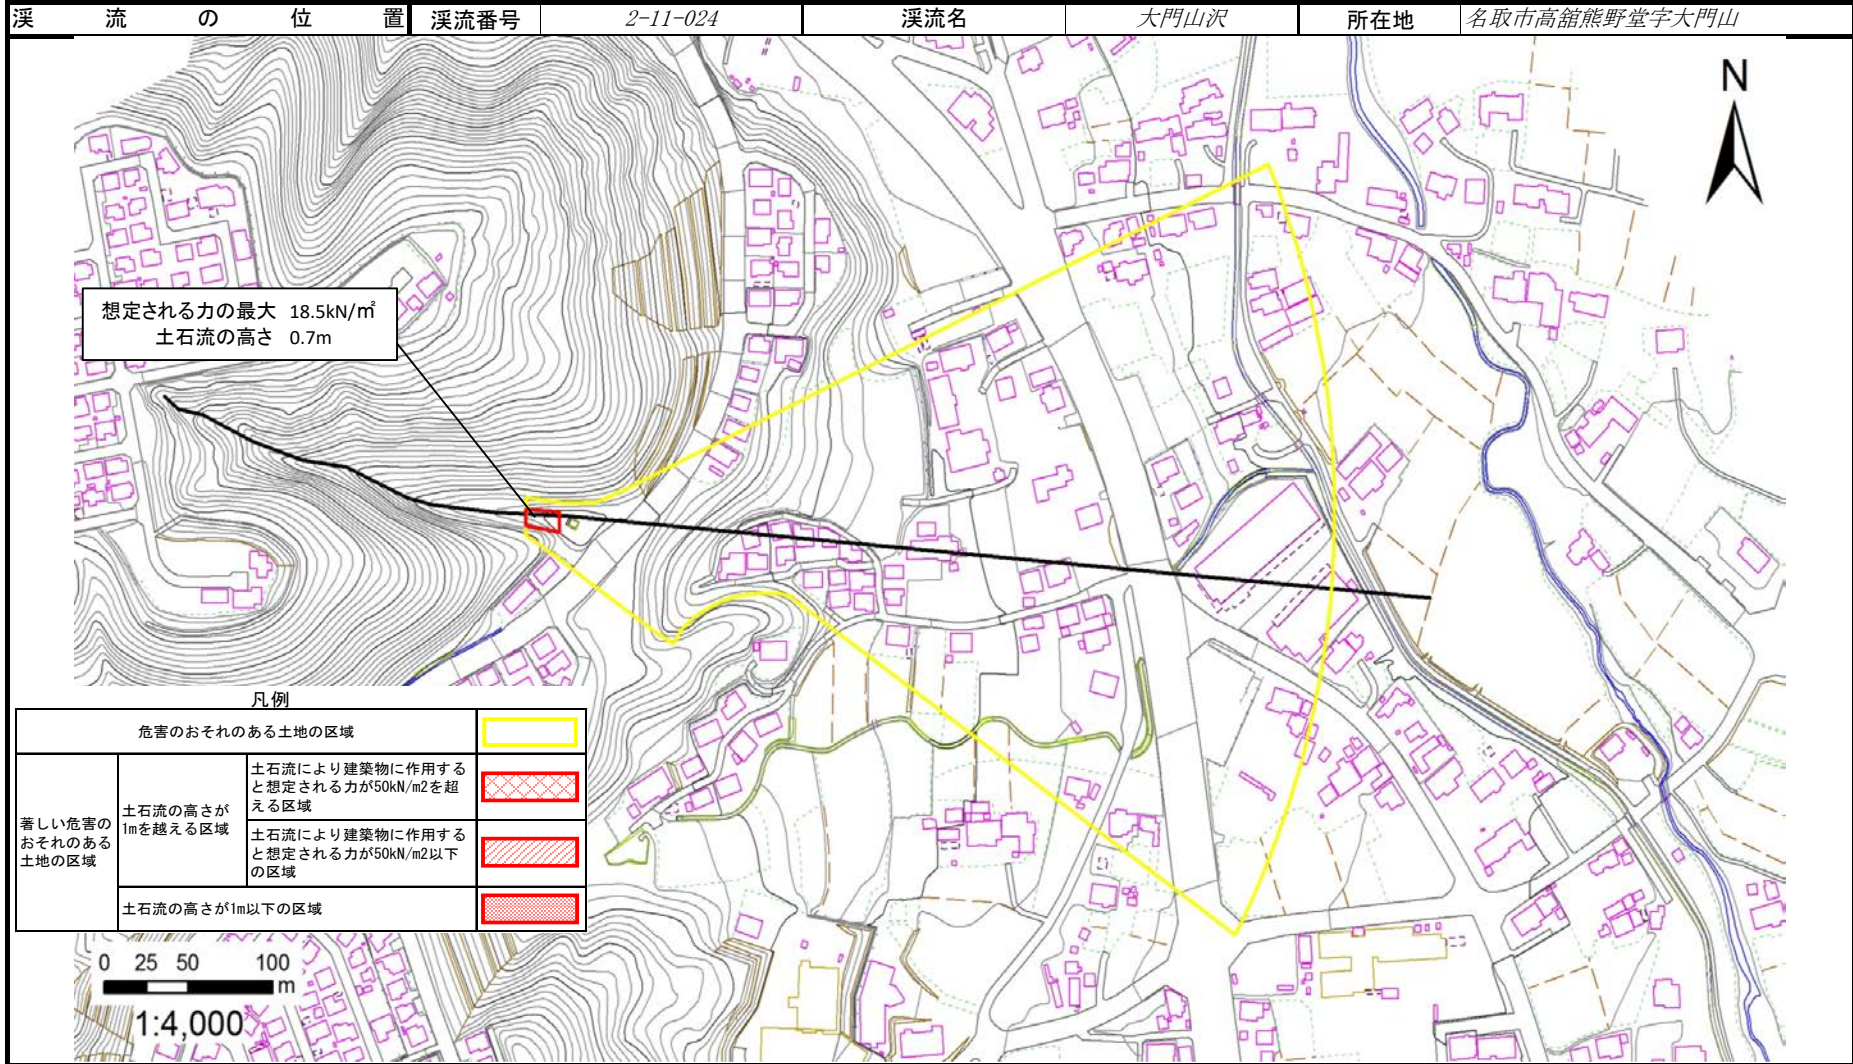 渓流の位置 渓流番号 2-11-024 渓流名 大門山沢 所在地 名取市高舘熊野堂字大門山
N
想定される力の最大 18.5kN/㎡
土石流の高さ 0.7m
凡例
危害のおそれのある土地の区域
著しい危害の
おそれのある
土地の区域
土石流の高さが
1mを越える区域
土石流により建築物に作用する
と想定される力が50kN/m2を超
える区域
土石流により建築物に作用する
と想定される力が50kN/m2以下
の区域
土石流の高さが1m以下の区域
0 25 50 100
m
1:4,000